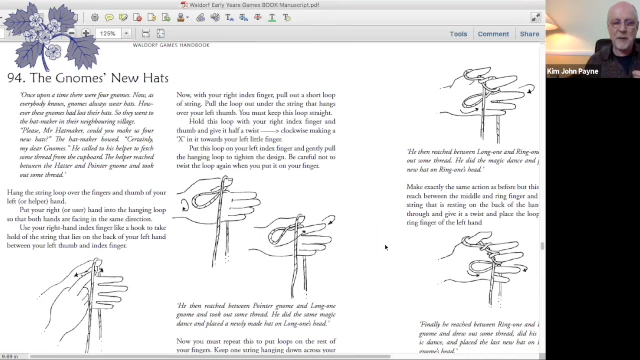 Waldorf Early Years Games BOOK Manuscript.pdf
125%
Tools
Comment
WALDORF GAMES HANDBOOK
94. The Gnomes' New Hats
'Once upon a time there were four gnomes. Now, as
everybody knows, gnomes always wear hats. How-
ever these gnomes had lost their hats. So they went to
the hat-maker in their neighbouring village.
"Please, Mr Hatmaker, could you make us four
new hats?" The hat-maker bowed. "Certainly,
my dear Gnomes." He called to his helper to fetch
some thread from the cupboard. The helper reached
between the Hatter and Pointer gnome and took
out some thread.'
Hang the string loop over the fingers and thumb of your
left (or helper) hand.
Put your right (or user) hand into the hanging loop
so that both hands are facing in the same direction.
Use your right-hand index finger like a hook to take
hold of the string that lies on the back of your left hand
between your left thumb and index finger.
Now, with your right index finger, pull out a short loop
of string. Pull the loop out under the string that hangs
over your left thumb. You must keep this loop straight.
Hold this loop with your right index finger and
thumb and give it half a twist clockwise making a
'X' in it towards your left little finger.
Put this loop on your left index finger and gently pull
the hanging loop to tighten the design. Be careful not to
twist the loop again when you put it on your finger.
'He then reached between Pointer gnome and Long-one
gnome and took out some thread. He did the same magic
dance and placed a newly made hat on Long-one's head.'
Now you must repeat this to put loops on the rest
of your fingers. Keep one string hanging down across your
'He then reached between Long-one and Ring-one
out some thread. He did the magic dance and
new hat on Ring-one's head.'
Make exactly the same action as before but this
reach between the middle and ring finger and
string that is resting on the back of the hand
through and give it a twist and place the loop
ring finger of the left hand
'Finally he reached between Ring-one and
gnome and drew out some thread, did his
dance, and placed the last new hat on
gnome's head.'
Kim John Payne